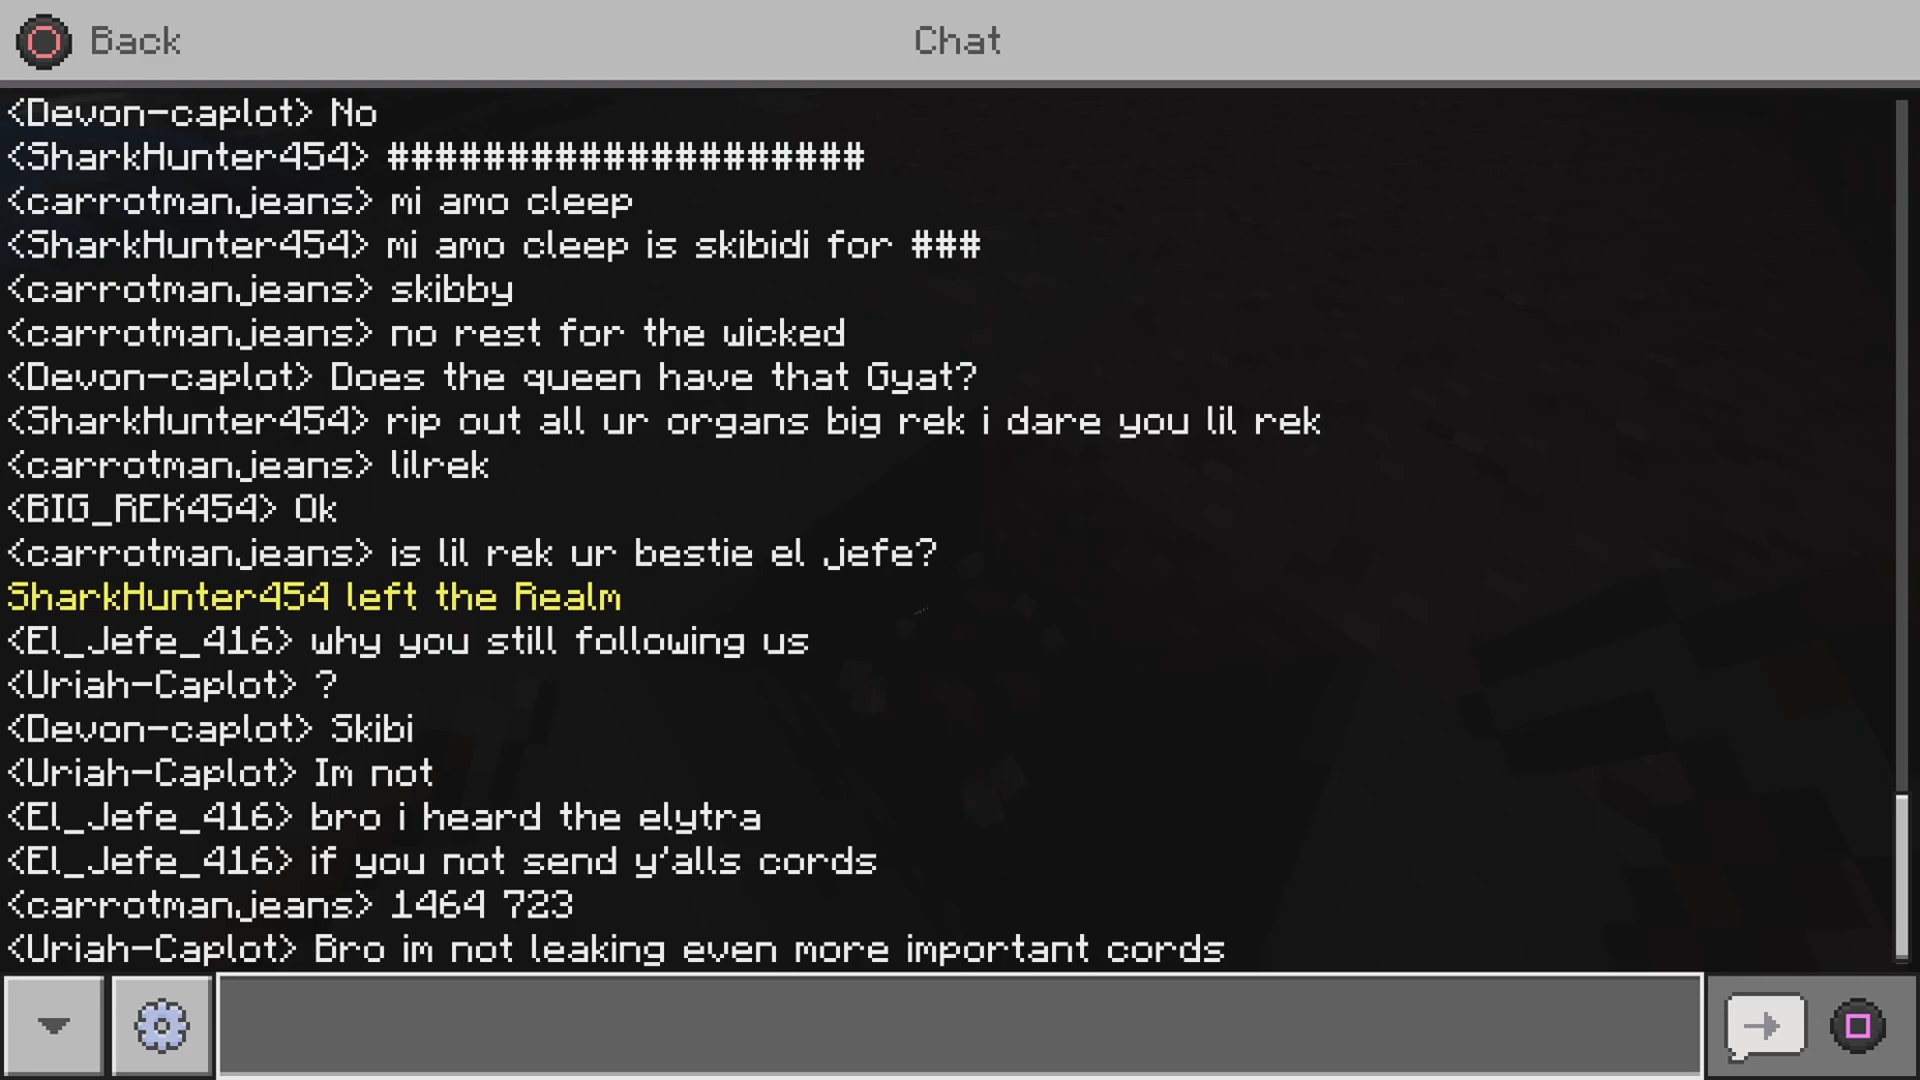 Back
Chat
<Devon-caplot> No
<SharkHunter454> ####################
<carrotmanjeans> mi amo cleep
<SharkHunter454> mi amo cleep is skibidi for ###
<carrotmanjeans> skibby
<carrotmanjeans> no rest for the wicked
<Devon-caplot> Does the queen have that Gyat?
<SharkHunter454> rip out all ur organs big rek i dare you lil rek
<carrotmanjeans> lilrek
<BIG_REK454> Ok
<carrotmanjeans> is lil rek ur bestie el jefe?
SharkHunter454 left the Realm
<El_Jefe_416> why you still following us
<Uriah-Caplot> ?
<Devon-caplot> Skibi
<Uriah-Caplot> Im not
<El_Jefe_416> bro i heard the elytra
<El_Jefe_416> if you not send y'alls cords
<carrotmanjeans> 1464 723
<Uriah-Caplot> Bro im not leaking even more important cords